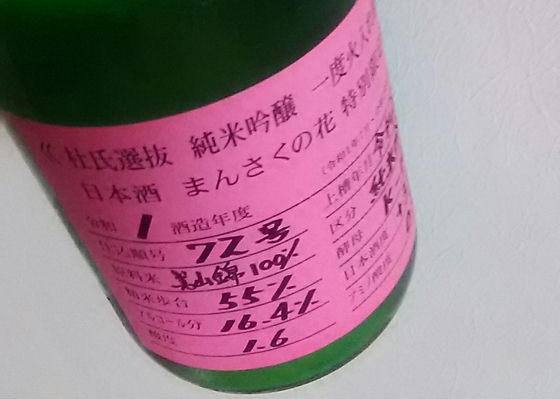 杜氏選抜 純米吟醸 一度火入れ
日本酒 まんさくの花 特別限定
令和 1 酒造年度
仕込順号 72号
原料米 美山錦100%
精米歩合 55%
アルコール分 16.4%
酸度 1.6
上槽年月
区分 純米
酵母
日本酒度
アミノ酸度